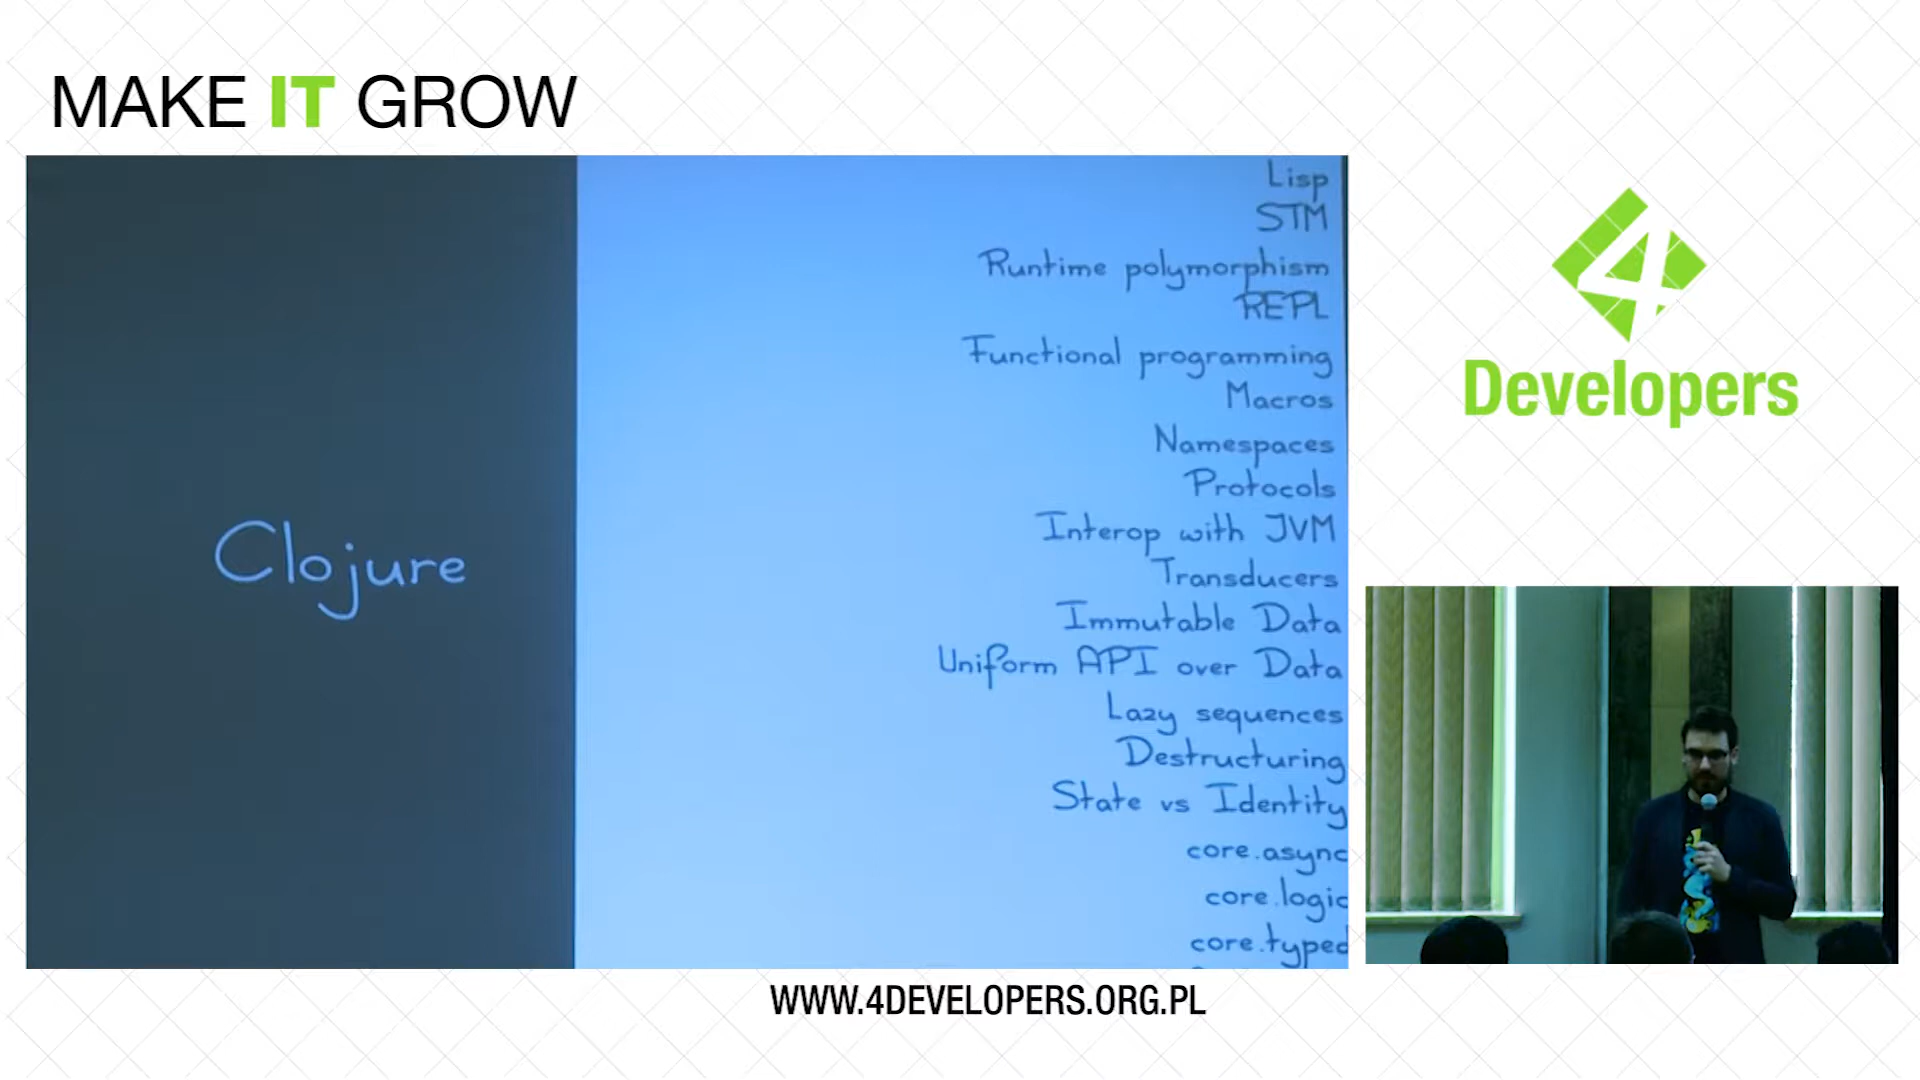 MAKE IT GROW
Clojure
Lisp
STM
Runtime polymorphism
REPL
Functional programming
Macros
Namespaces
Protocols
Interop with JVM
Transducers
Immutable Data
Uniform API over Data
Lazy sequences
Destructuring
State vs Identity
core.async
core.logic
core.typed
4
Developers
WWW.4DEVELOPERS.ORG.PL